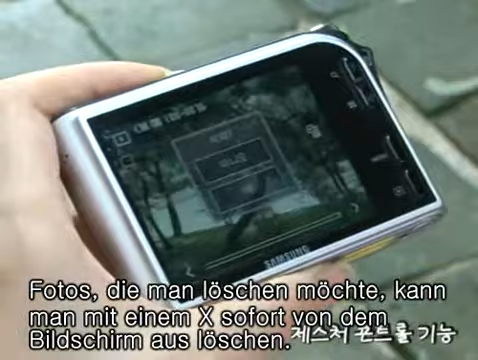 SAMSUNG
Fotos, die man löschen möchte, kann
man mit einem X sofort von dem
Bildschirm aus löschen.
제스처 콘트롤 기능